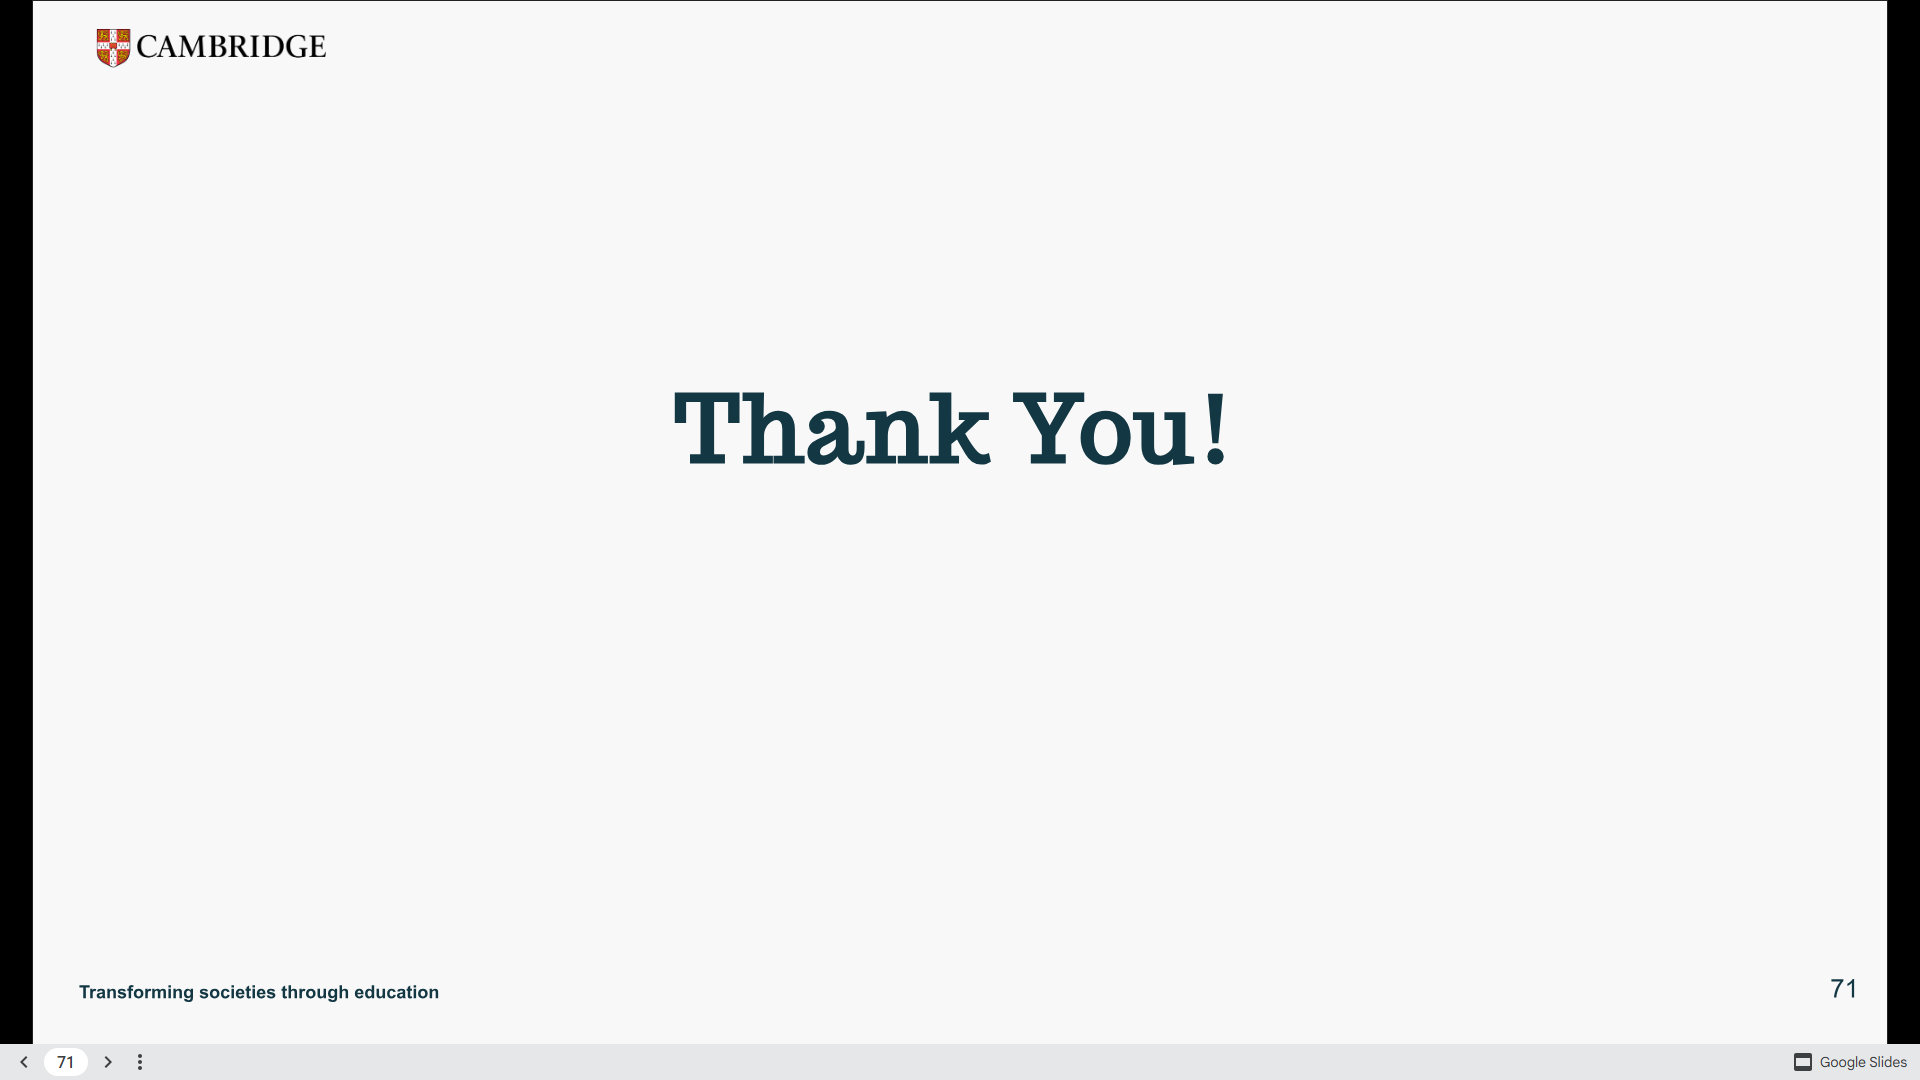 CAMBRIDGE
Thank You!
Transforming societies through education
71
71
Google Slides